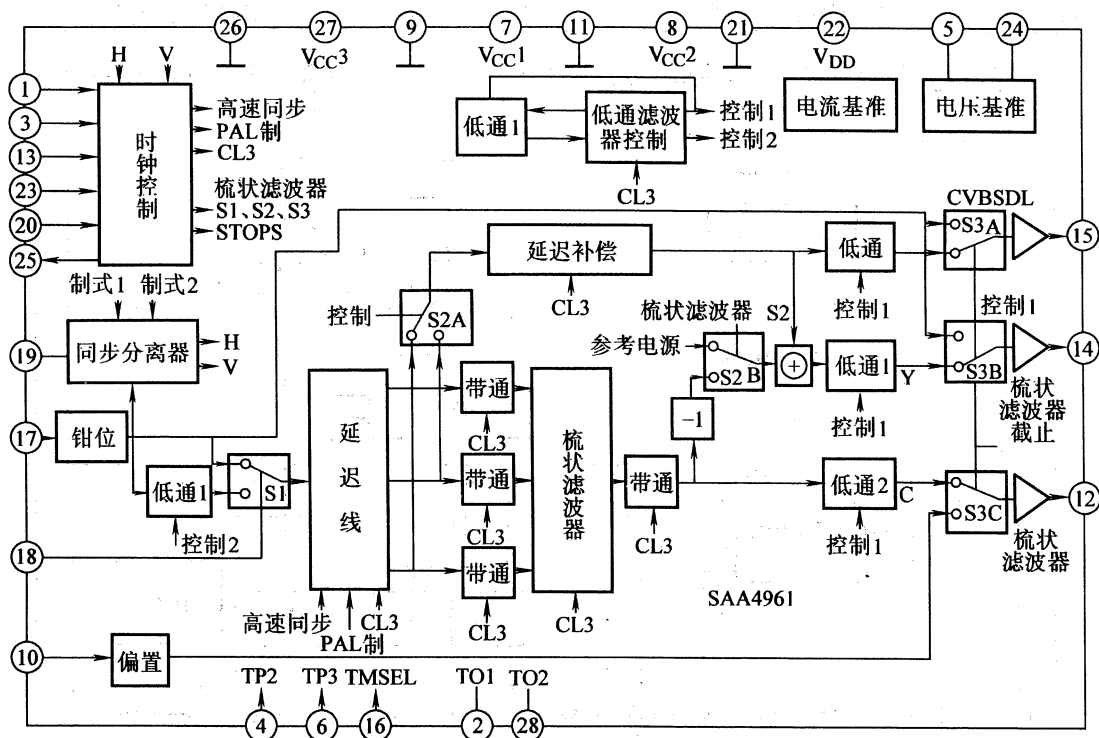 26 27 9 7 11 8 21 22 5 24
VCC3 VCC1 VCC2 VDD
H V
1
3
13
23
20
25
时钟控制
高速同步
PAL制
CL3
梳状滤波器
S1、S2、S3
STOPS
低通1
低通滤波器控制
控制1
控制2
CL3
电流基准
电压基准
制式1 制式2
19
同步分离器
H
V
17
钳位
低通1
控制2
S1
18
10
偏置
延迟线
高速同步
PAL制
CL3
控制
S2A
延迟补偿
CL3
带通
CL3
带通
CL3
带通
CL3
梳状滤波器
CL3
带通
CL3
-1
参考电源
梳状滤波器
S2 B
S2
+
低通
控制1
低通1
Y
控制1
低通2
C
控制1
CVBSDL
S3A
15
控制1
S3B
14
梳状滤波器截止
S3C
12
梳状滤波器
SAA4961
TP2 TP3 TMSEL TO1 TO2
4 6 16 2 28